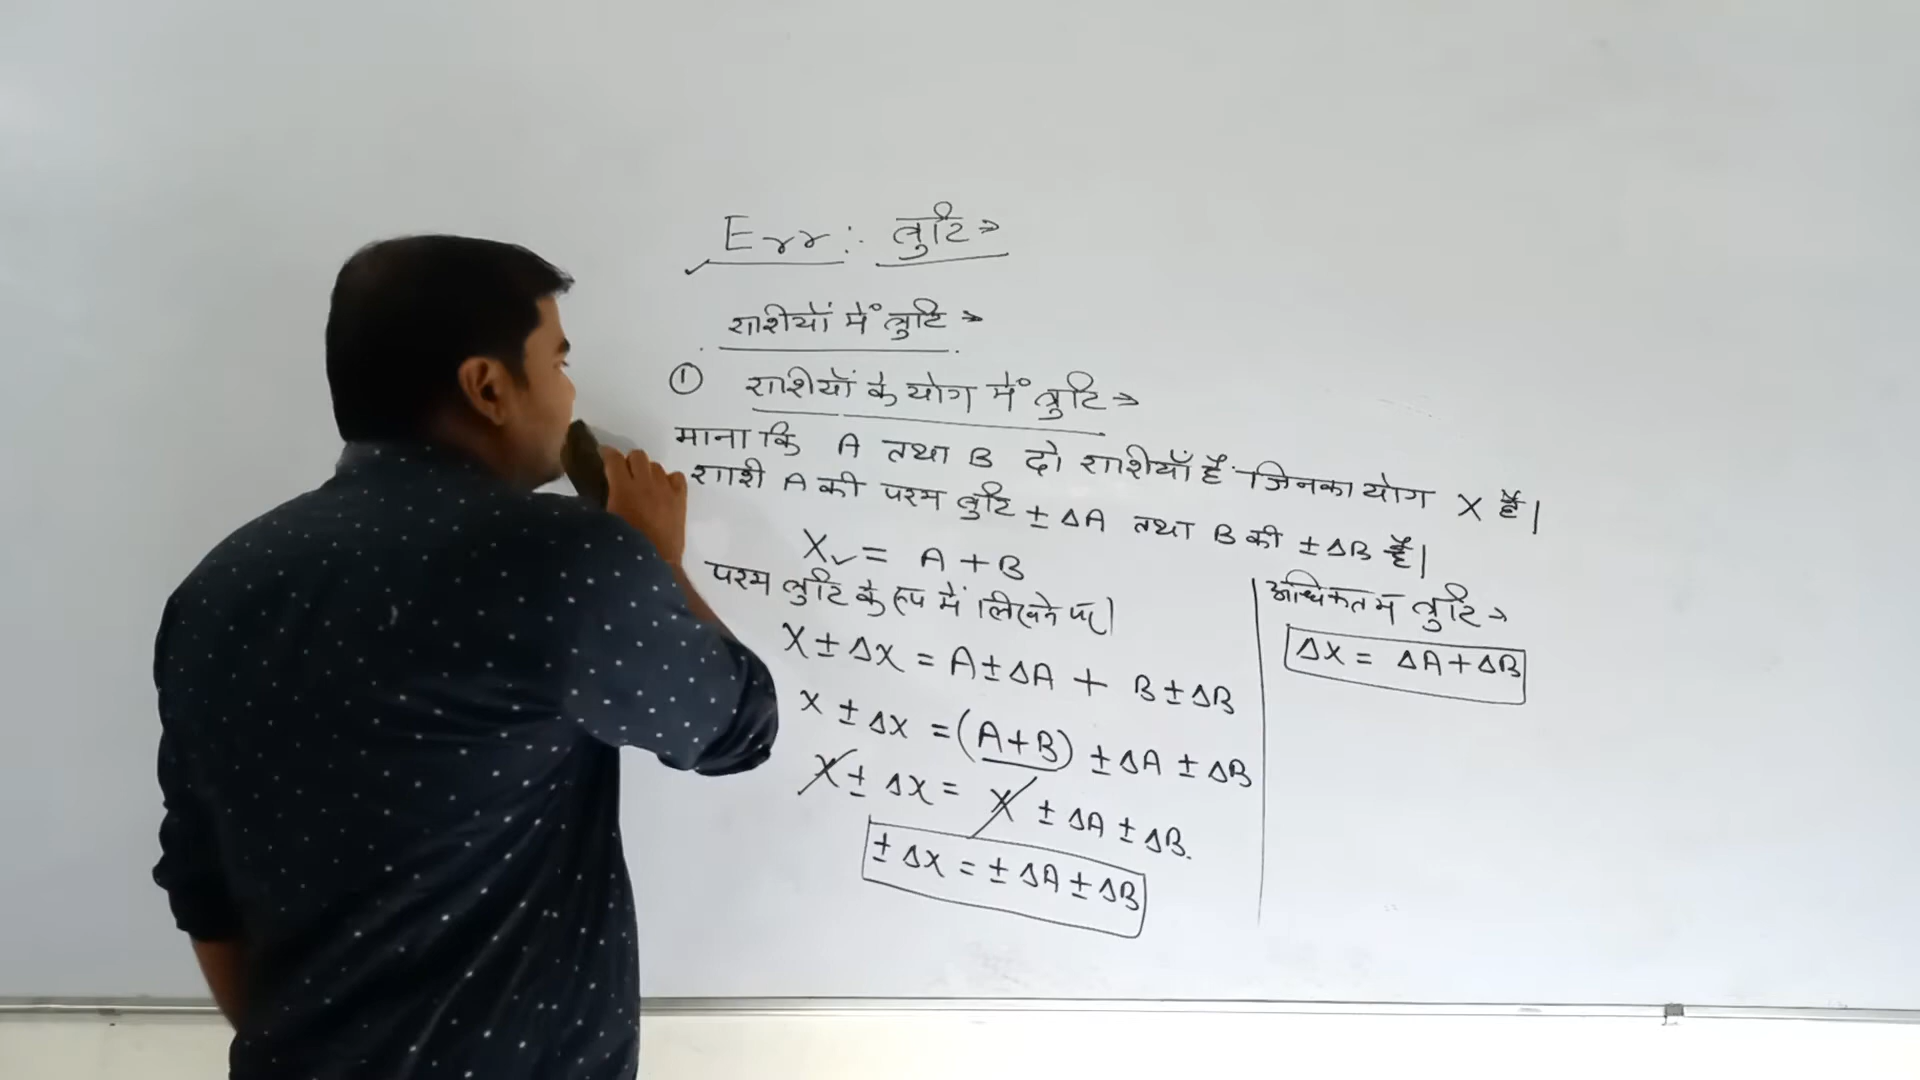 Err: त्रुटि →
राशीयों में त्रुटि →
① राशीयों के योग में त्रुटि →
माना कि A तथा B दो राशीयाँ हैं जिनका योग X है।
राशी A की परम त्रुटि ± ΔA तथा B की ± ΔB है।
X = A + B
परम त्रुटि के रूप में लिखने पर।
X ± ΔX = A ± ΔA + B ± ΔB
X ± ΔX = (A+B) ± ΔA ± ΔB
X ± ΔX = X ± ΔA ± ΔB.
± ΔX = ± ΔA ± ΔB
अधिकतम त्रुटि →
ΔX = ΔA + ΔB